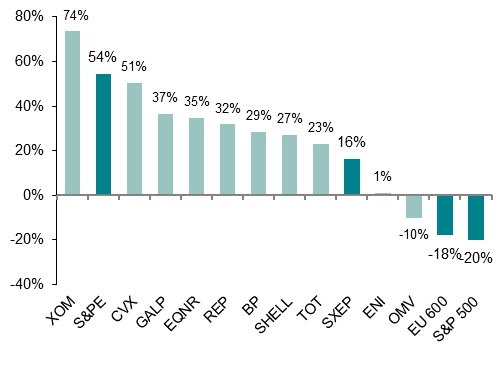 80%
60%
40%
20%
0%
-20%
-40%
74%
54%
51%
37%
35%
32%
29%
27%
23%
16%
1%
-10%
-18%
-20%
XOM
S&PE
CVX
GALP
EQNR
REP
BP
SHELL
TOT
SXEP
ENI
OMV
EU 600
S&P 500